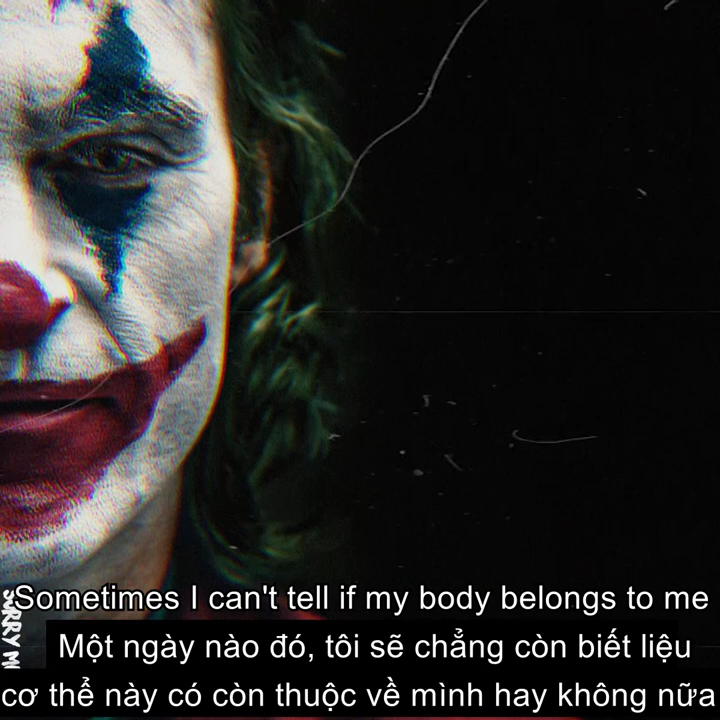 Sometimes I can't tell if my body belongs to me
Một ngày nào đó, tôi sẽ chẳng còn biết liệu
cơ thể này có còn thuộc về mình hay không nữa